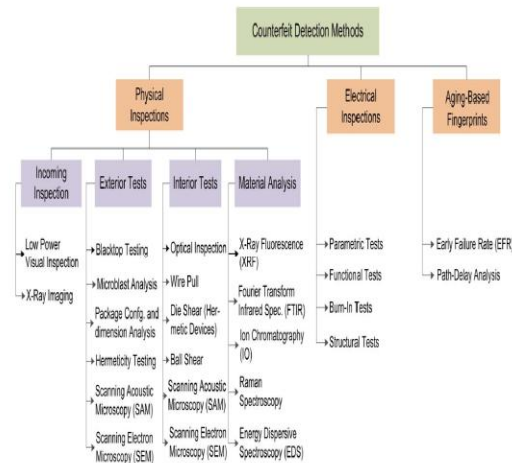 Counterfeit Detection Methods
Physical
Inspections
Electrical
Inspections
Aging-Based
Fingerprints
Incoming
Inspection
Exterior Tests
Interior Tests
Material Analysis
Low Power
Visual Inspection
X-Ray Imaging
Blacktop Testing
Microblast Analysis
Package Confg. and
dimension Analysis
Hermeticity Testing
Scanning Acoustic
Microscopy (SAM)
Scanning Electron
Microscopy (SEM)
Optical Inspection
Wire Pull
Die Shear (Her-
metic Devices)
Ball Shear
Scanning Acoustic
Microscopy (SAM)
Scanning Electron
Microscopy (SEM)
X-Ray Fluorescence
(XRF)
Fourier Transform
Infrared Spec. (FTIR)
Ion Chromatography
(IO)
Raman
Spectroscopy
Energy Dispersive
Spectroscopy (EDS)
Parametric Tests
Functional Tests
Burn-In Tests
Structural Tests
Early Failure Rate (EFR)
Path-Delay Analysis